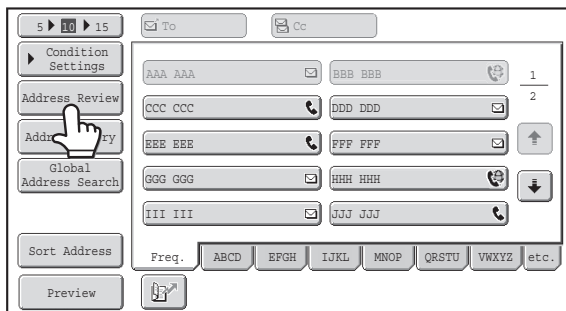 5 10 15
To
Cc
Condition
Settings
Address Review
Addr ry
Global
Address Search
Sort Address
Preview
AAA AAA
BBB BBB
CCC CCC
DDD DDD
EEE EEE
FFF FFF
GGG GGG
HHH HHH
III III
JJJ JJJ
1
2
Freq.
ABCD
EFGH
IJKL
MNOP
QRSTU
VWXYZ
etc.